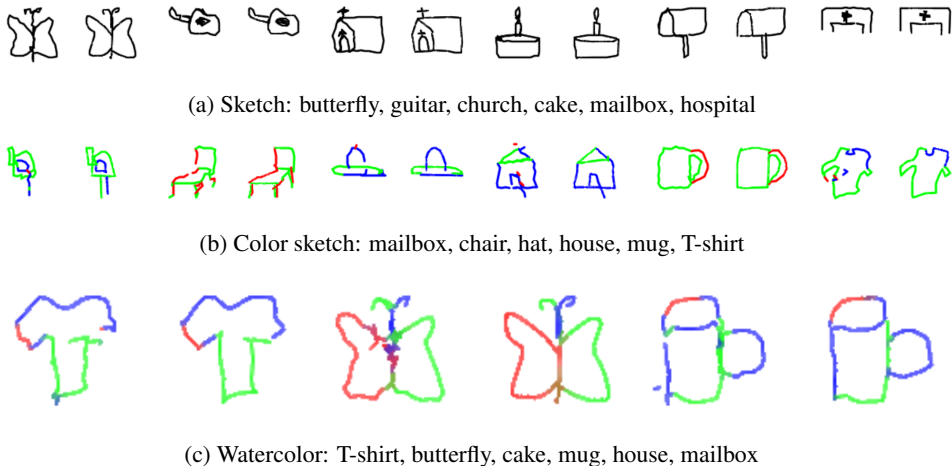 (a) Sketch: butterfly, guitar, church, cake, mailbox, hospital
(b) Color sketch: mailbox, chair, hat, house, mug, T-shirt
(c) Watercolor: T-shirt, butterfly, cake, mug, house, mailbox